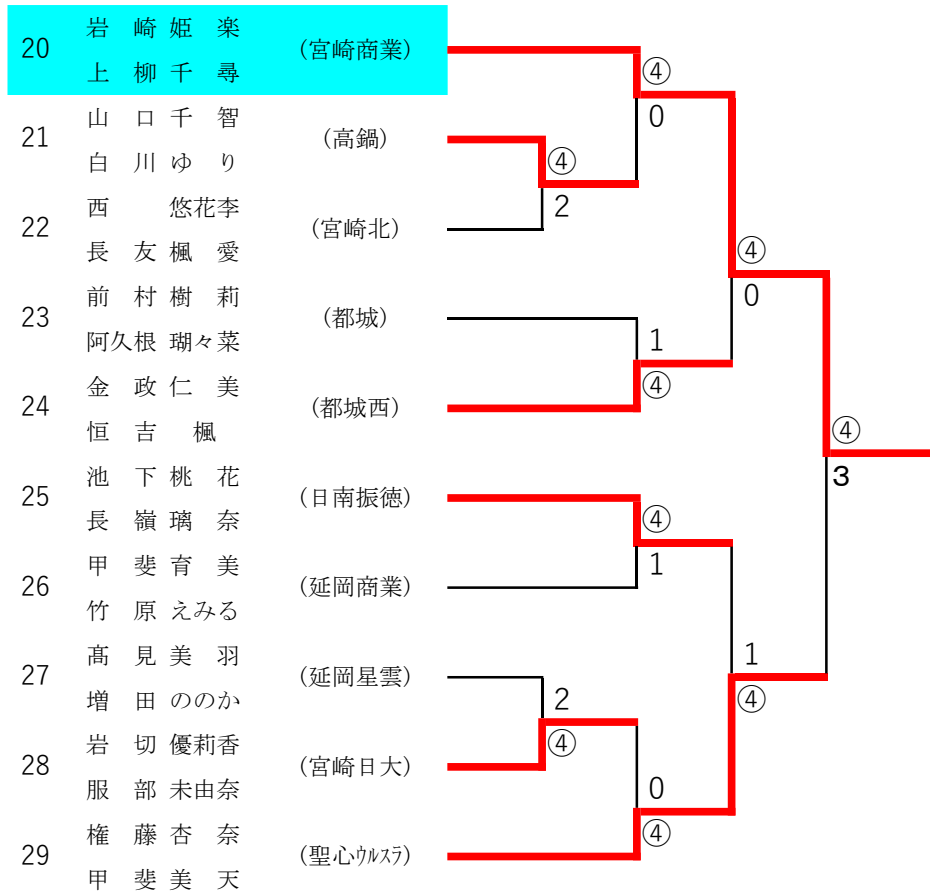 岩崎姫楽
20 (宮崎商業)
上柳千尋 ④
0
山口千智
21 (高鍋)
白川ゆり ④
2
西 悠花李
22 (宮崎北)
長友楓愛 ④
0
前村樹莉
23 (都城)
阿久根瑚々菜 1
④
金政仁美
24 (都城西)
恒吉楓 ④
3
池下桃花
25 (日南振徳)
長嶺璃奈 ④
1
甲斐育美
26 (延岡商業)
竹原えみる
髙見美羽 1
27 (延岡星雲) ④
増田ののか 2
④
岩切優莉香
28 (宮崎日大)
服部未由奈 0
④
権藤杏奈
29 (聖心ウルスラ)
甲斐美天